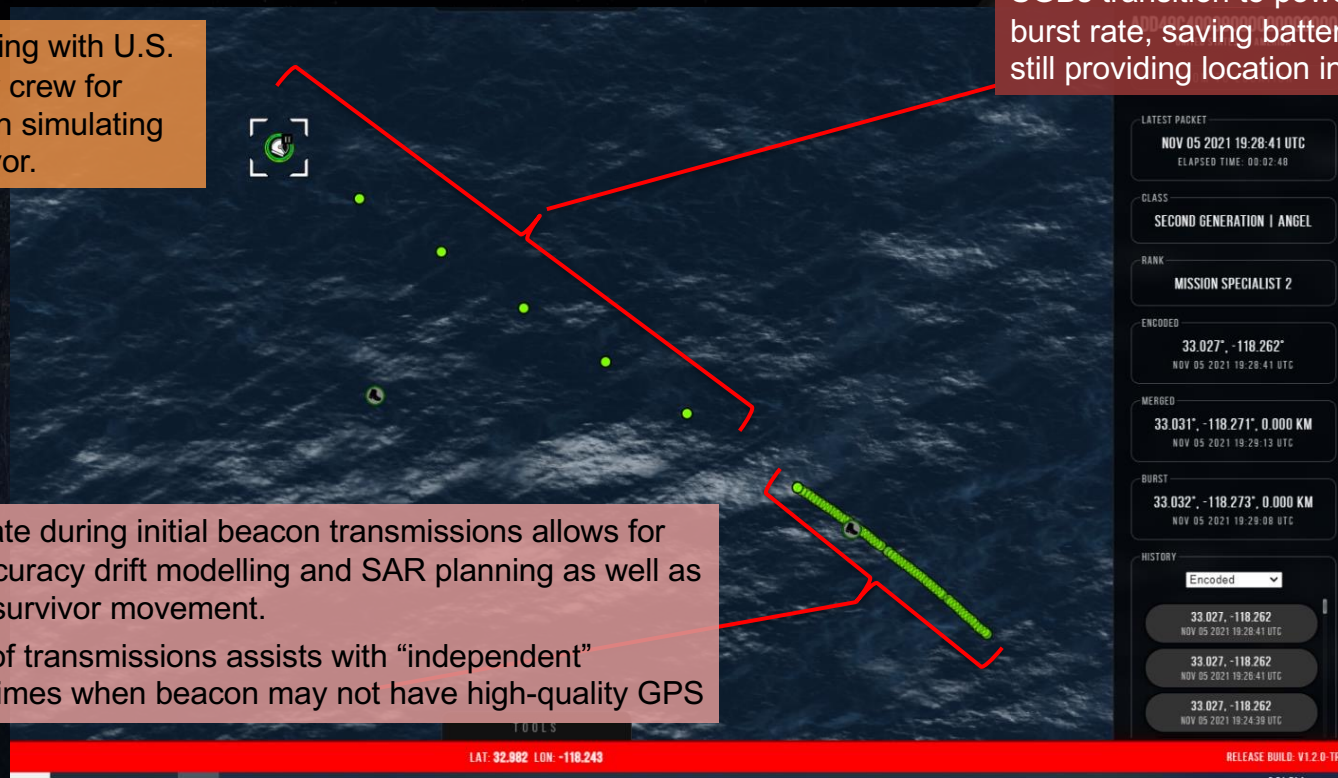 ing with U.S.
crew for
n simulating
or.
burst rate, saving batter
still providing location in
LATEST PACKET
NOV 05 2021 19:28:41 UTC
ELAPSED TIME: 00:02:48
CLASS
SECOND GENERATION | ANGEL
RANK
MISSION SPECIALIST 2
ENCODED
33.027°, -118.262°
NOV 05 2021 19:28:41 UTC
MERGED
33.031°, -118.271°, 0.000 KM
NOV 05 2021 19:29:13 UTC
BURST
33.032°, -118.273°, 0.000 KM
NOV 05 2021 19:29:08 UTC
HISTORY
Encoded
33.027, -118.262
NOV 05 2021 19:28:41 UTC
33.027, -118.262
NOV 05 2021 19:26:41 UTC
33.027, -118.262
NOV 05 2021 19:24:39 UTC
ate during initial beacon transmissions allows for
curacy drift modelling and SAR planning as well as
survivor movement.
of transmissions assists with “independent”
imes when beacon may not have high-quality GPS
TOOLS
LAT: 32.982 LON: -118.243
RELEASE BUILD: V1.2.0-TR